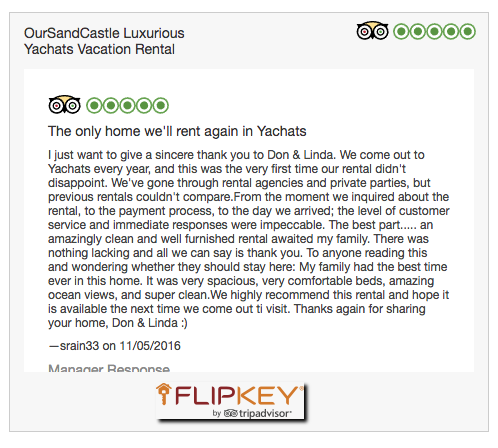 OurSandCastle Luxurious
Yachats Vacation Rental
The only home we'll rent again in Yachats
I just want to give a sincere thank you to Don & Linda. We come out to
Yachats every year, and this was the very first time our rental didn't
disappoint. We've gone through rental agencies and private parties, but
previous rentals couldn't compare.From the moment we inquired about the
rental, to the payment process, to the day we arrived; the level of customer
service and immediate responses were impeccable. The best part..... an
amazingly clean and well furnished rental awaited my family. There was
nothing lacking and all we can say is thank you. To anyone reading this
and wondering whether they should stay here: My family had the best time
ever in this home. It was very spacious, very comfortable beds, amazing
ocean views, and super clean.We highly recommend this rental and hope it
is available the next time we come out ti visit. Thanks again for sharing
your home, Don & Linda :)
—srain33 on 11/05/2016
Manager Response
FLIPKEY
by tripadvisor